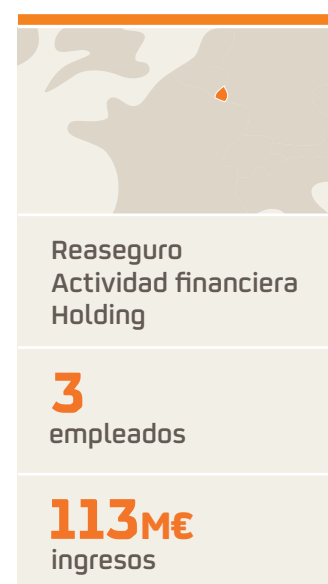 Reaseguro
Actividad financiera
Holding
3
empleados
113M€
ingresos